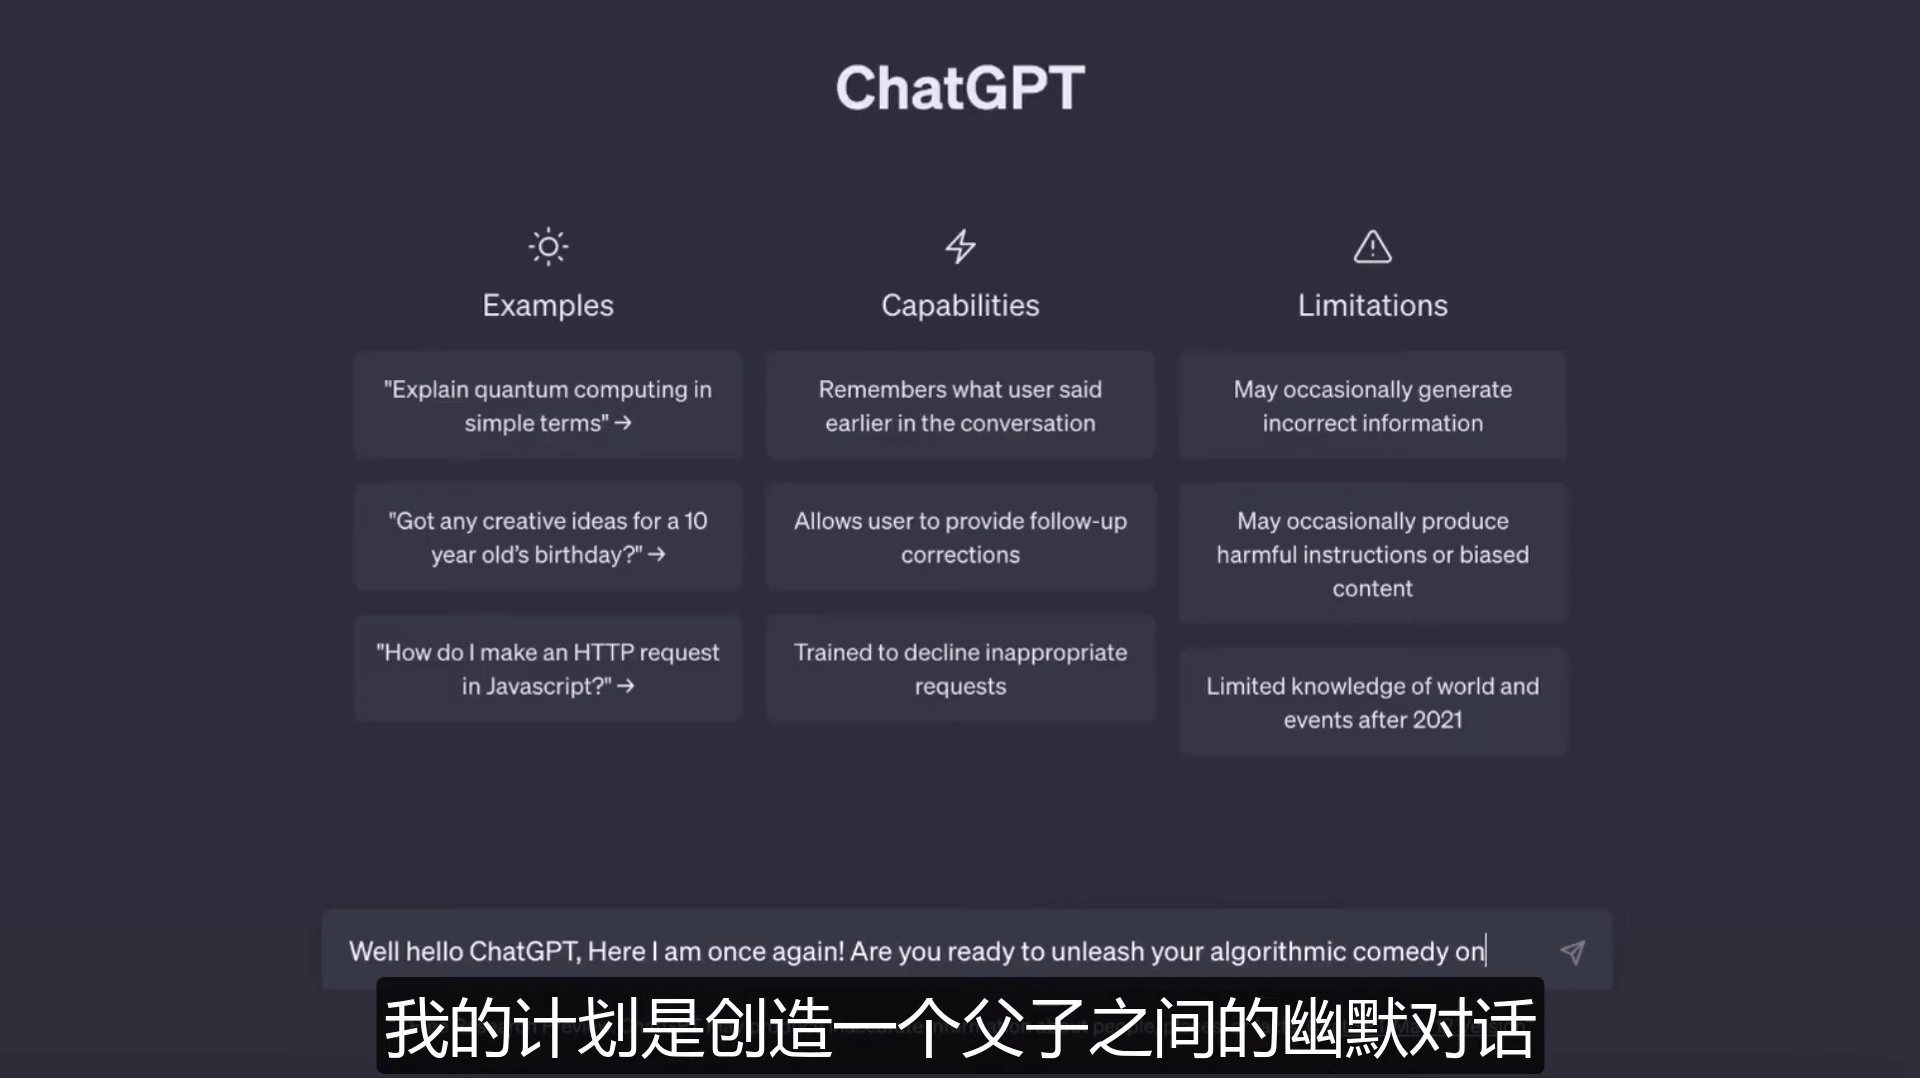 ChatGPT
Examples
"Explain quantum computing in
simple terms" →
"Got any creative ideas for a 10
year old's birthday?" →
"How do I make an HTTP request
in Javascript?" →
Capabilities
Remembers what user said
earlier in the conversation
Allows user to provide follow-up
corrections
Trained to decline inappropriate
requests
Limitations
May occasionally generate
incorrect information
May occasionally produce
harmful instructions or biased
content
Limited knowledge of world and
events after 2021
Well hello ChatGPT, Here I am once again! Are you ready to unleash your algorithmic comedy on
我的计划是创造一个父子之间的幽默对话